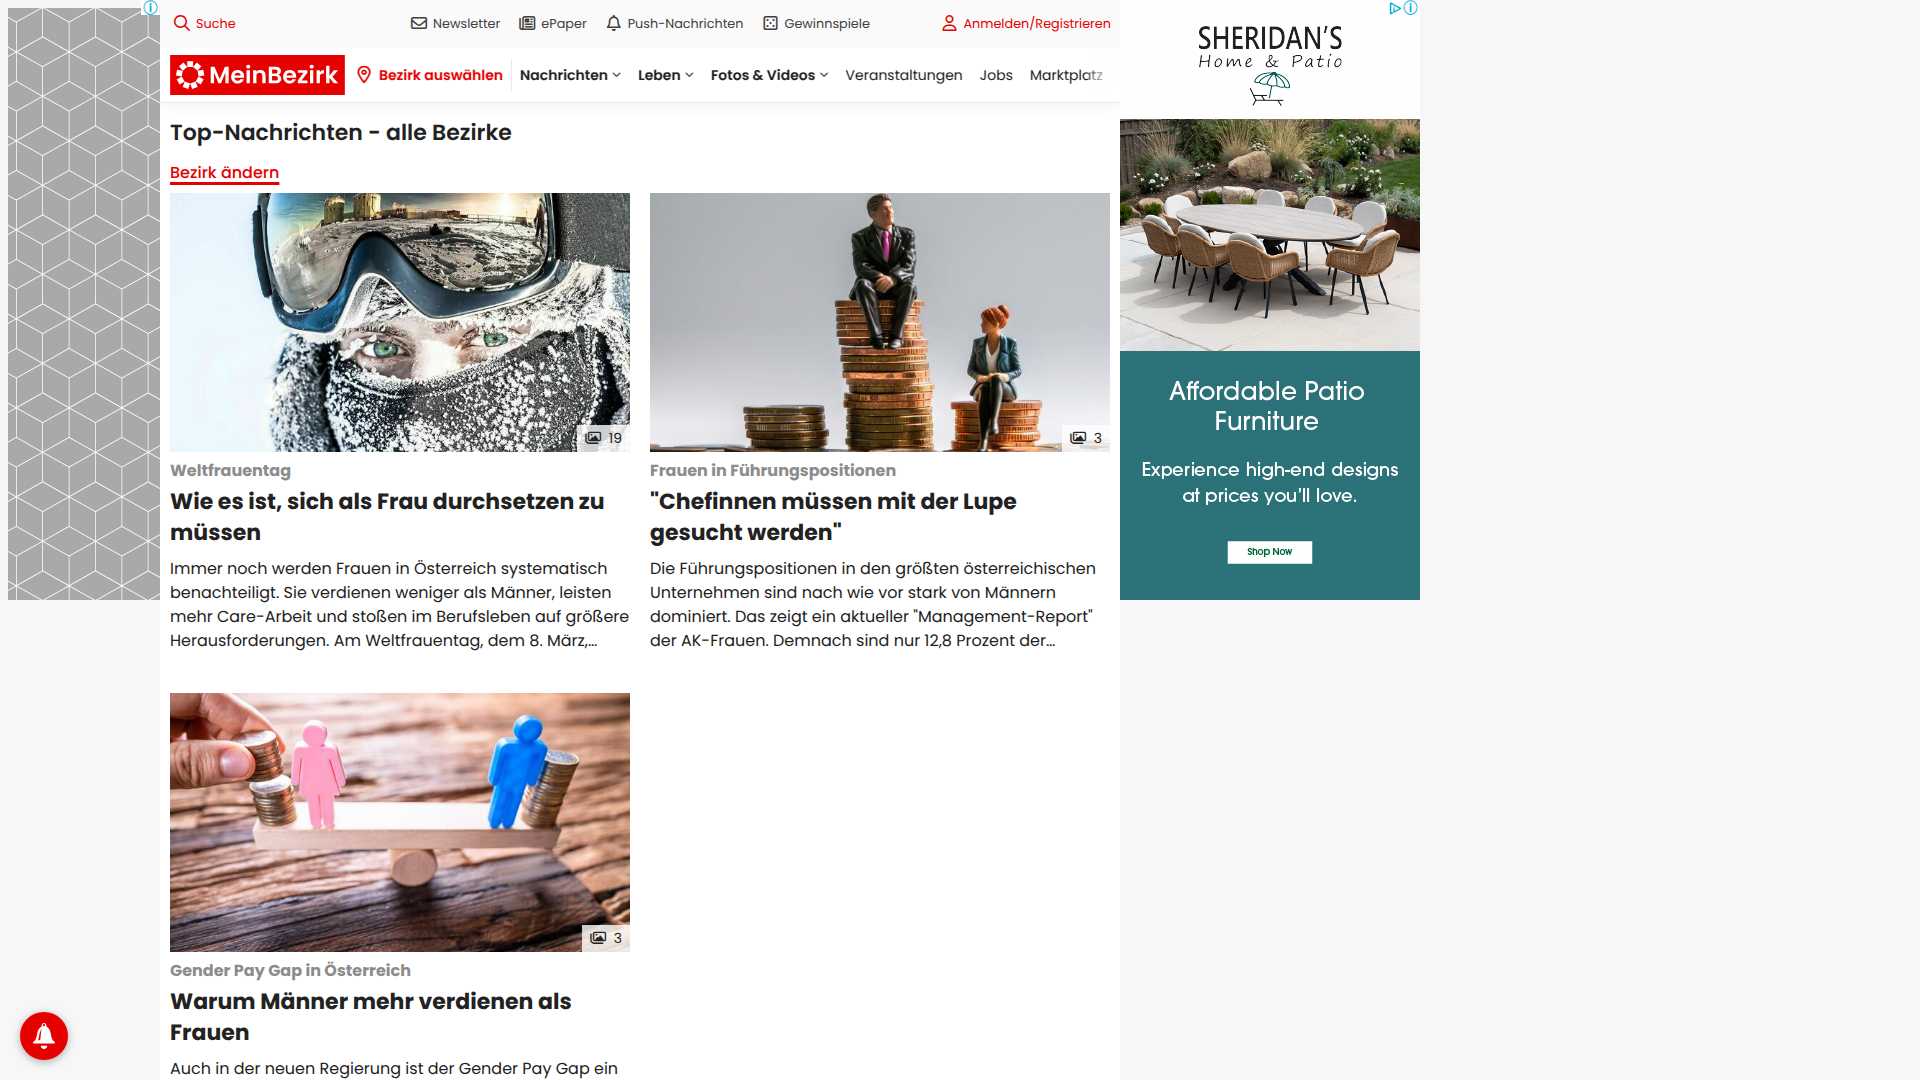 Suche
Newsletter
ePaper
Push-Nachrichten
Gewinnspiele
Anmelden/Registrieren
MeinBezirk
Bezirk auswählen
Nachrichten
Leben
Fotos & Videos
Veranstaltungen
Jobs
Marktplatz
Top-Nachrichten - alle Bezirke
Bezirk ändern
19
Weltfrauentag
Wie es ist, sich als Frau durchsetzen zu
müssen
Immer noch werden Frauen in Österreich systematisch
benachteiligt. Sie verdienen weniger als Männer, leisten
mehr Care-Arbeit und stoßen im Berufsleben auf größere
Herausforderungen. Am Weltfrauentag, dem 8. März,...
3
Frauen in Führungspositionen
"Chefinnen müssen mit der Lupe
gesucht werden"
Die Führungspositionen in den größten österreichischen
Unternehmen sind nach wie vor stark von Männern
dominiert. Das zeigt ein aktueller "Management-Report"
der AK-Frauen. Demnach sind nur 12,8 Prozent der...
3
Gender Pay Gap in Österreich
Warum Männer mehr verdienen als
Frauen
Auch in der neuen Regierung ist der Gender Pay Gap ein
SHERIDAN'S
Home & Patio
Affordable Patio
Furniture
Experience high-end designs
at prices you'll love.
Shop Now